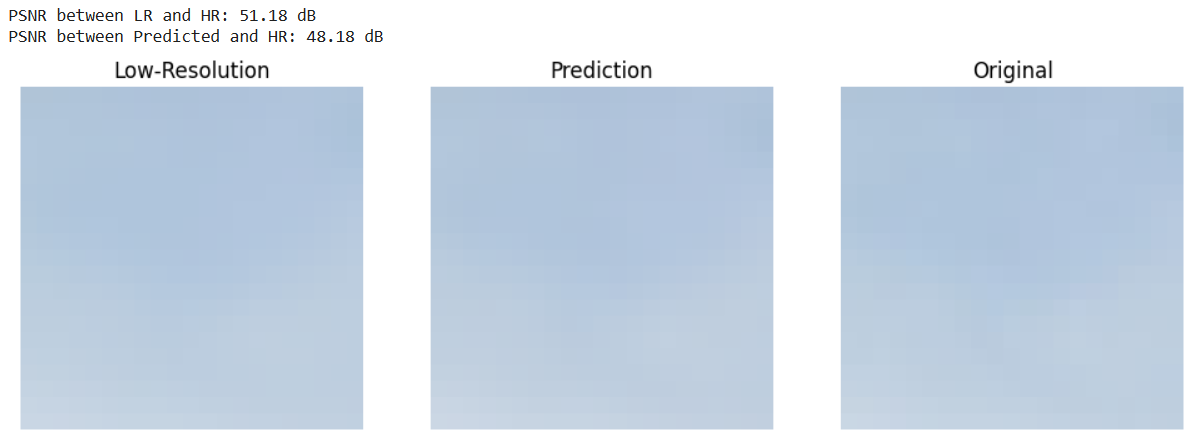 PSNR between LR and HR: 51.18 dB
PSNR between Predicted and HR: 48.18 dB
Low-Resolution
Prediction
Original